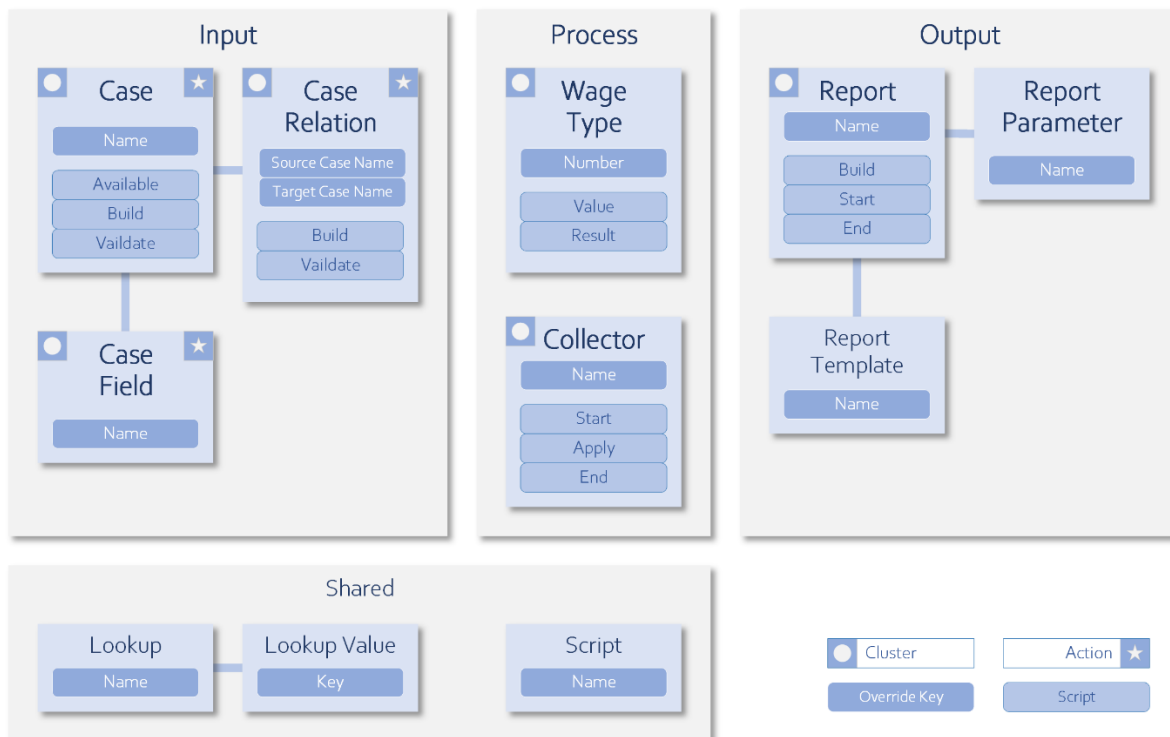 Input
Case
Name
Available
Build
Vaildate
Case
Relation
Source Case Name
Target Case Name
Build
Vaildate
Case
Field
Name
Process
Wage
Type
Number
Value
Result
Collector
Name
Start
Apply
End
Output
Report
Name
Build
Start
End
Report
Parameter
Name
Report
Template
Name
Shared
Lookup
Name
Lookup Value
Key
Script
Name
Cluster
Action
Override Key
Script